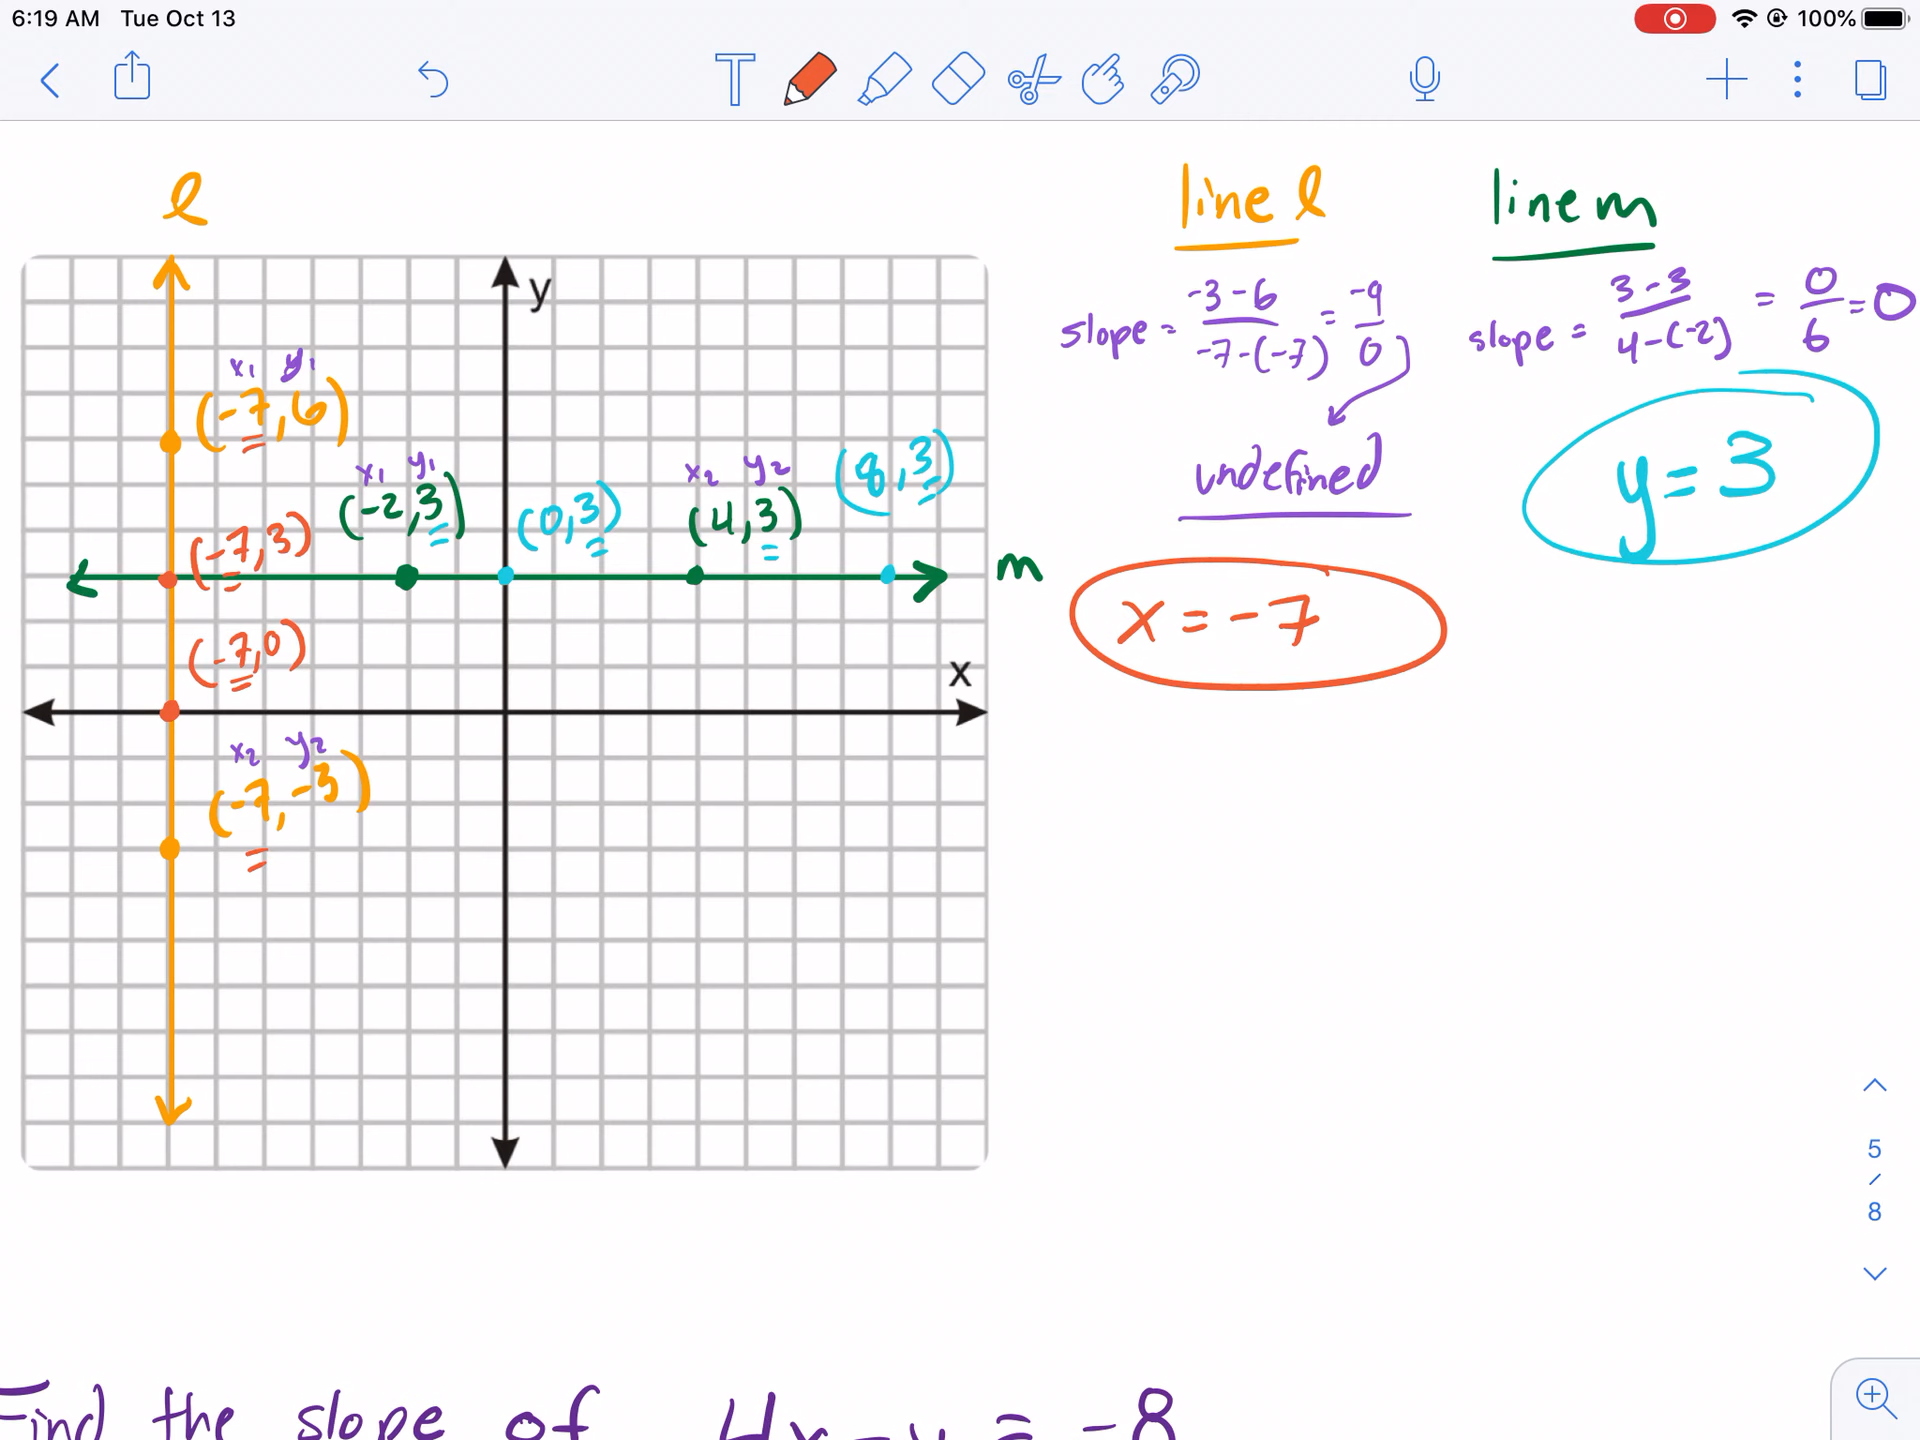 6:19 AM Tue Oct 13 100%
T
l
line l
line m
y
slope = -3-6 / -7-(-7) = -9/0
slope = 3-3 / 4-(-2) = 0/6 = 0
undefined
y = 3
x = -7
x₁ y₁
(-7, 6)
x₁ y₁
(-2, 3)
(0, 3)
x₂ y₂
(4, 3)
(8, 3)
(-7, 3)
m
(-7, 0)
x
x₂ y₂
(-7, -3)
5
/
8
Find the slope of 4x - y = -8